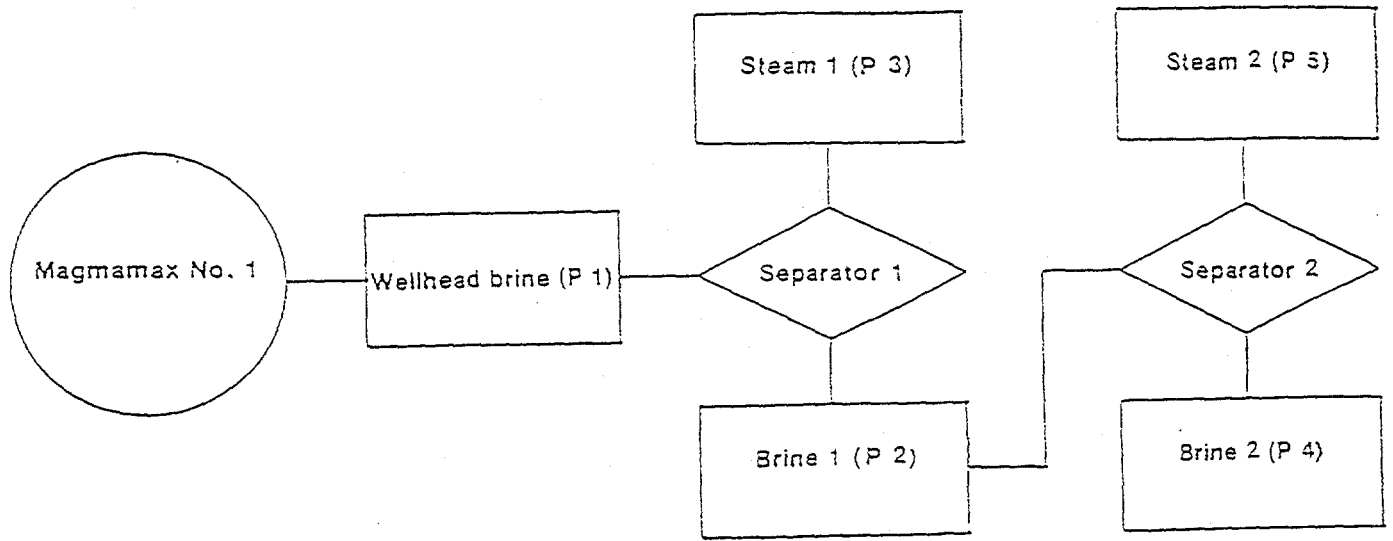 Magmamax No. 1
Wellhead brine (P 1)
Steam 1 (P 3)
Separator 1
Brine 1 (P 2)
Steam 2 (P 5)
Separator 2
Brine 2 (P 4)